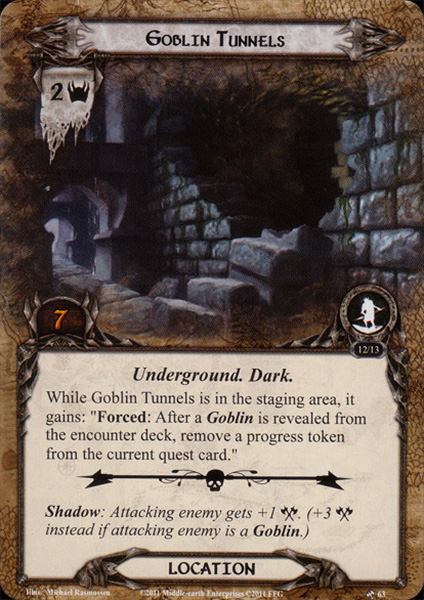 GOBLIN TUNNELS
2
7
12/13
Underground. Dark.
While Goblin Tunnels is in the staging area, it
gains: "Forced: After a Goblin is revealed from
the encounter deck, remove a progress token
from the current quest card."
Shadow: Attacking enemy gets +1 . (+3
instead if attacking enemy is a Goblin.)
LOCATION
Illus. Michael Rasmussen
©2011 Middle-earth Enterprises ©2011 FFG
63